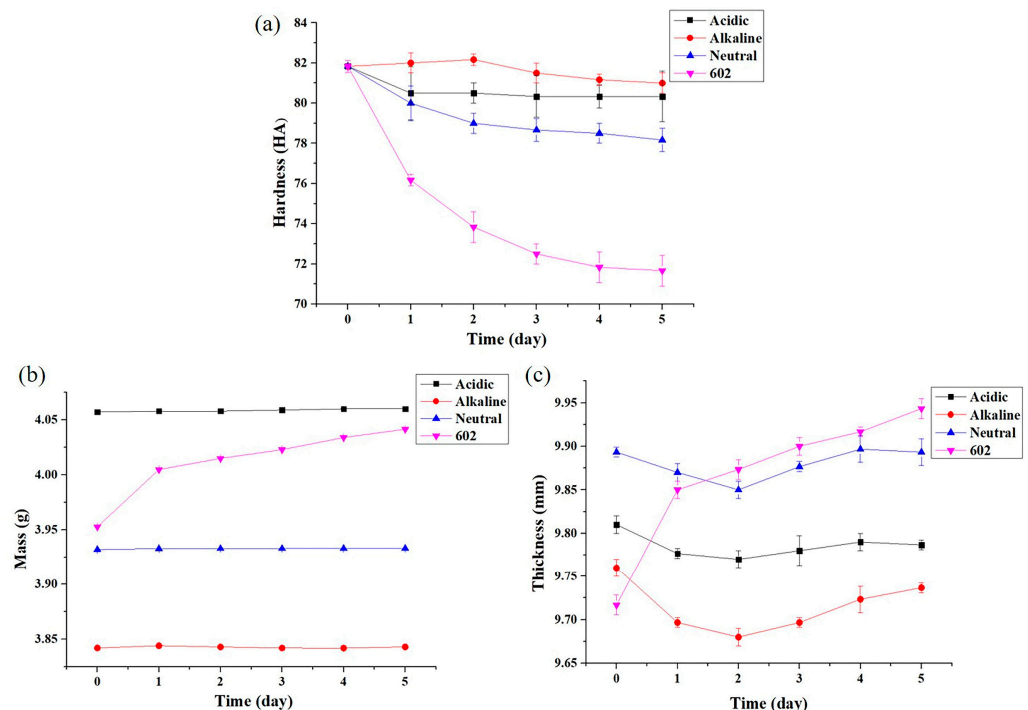 (a)
Acidic
Alkaline
Neutral
602
84
82
80
78
76
74
72
70
Hardness (HA)
0 1 2 3 4 5
Time (day)
(b)
Acidic
Alkaline
Neutral
602
4.05
4.00
3.95
3.90
3.85
Mass (g)
0 1 2 3 4 5
Time (day)
(c)
Acidic
Alkaline
Neutral
602
9.95
9.90
9.85
9.80
9.75
9.70
9.65
Thickness (mm)
0 1 2 3 4 5
Time (day)